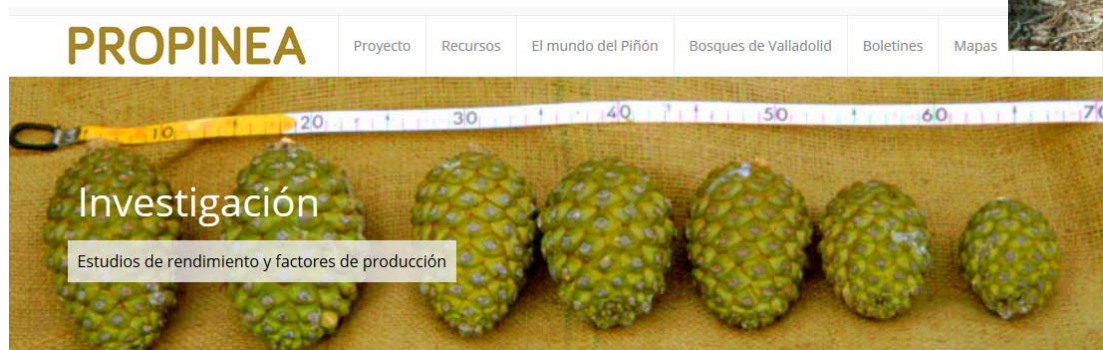 PROPINEA
Proyecto Recursos El mundo del Piñón Bosques de Valladolid Boletines Mapas
10 20 30 40 50 60 70
Investigación
Estudios de rendimiento y factores de producción